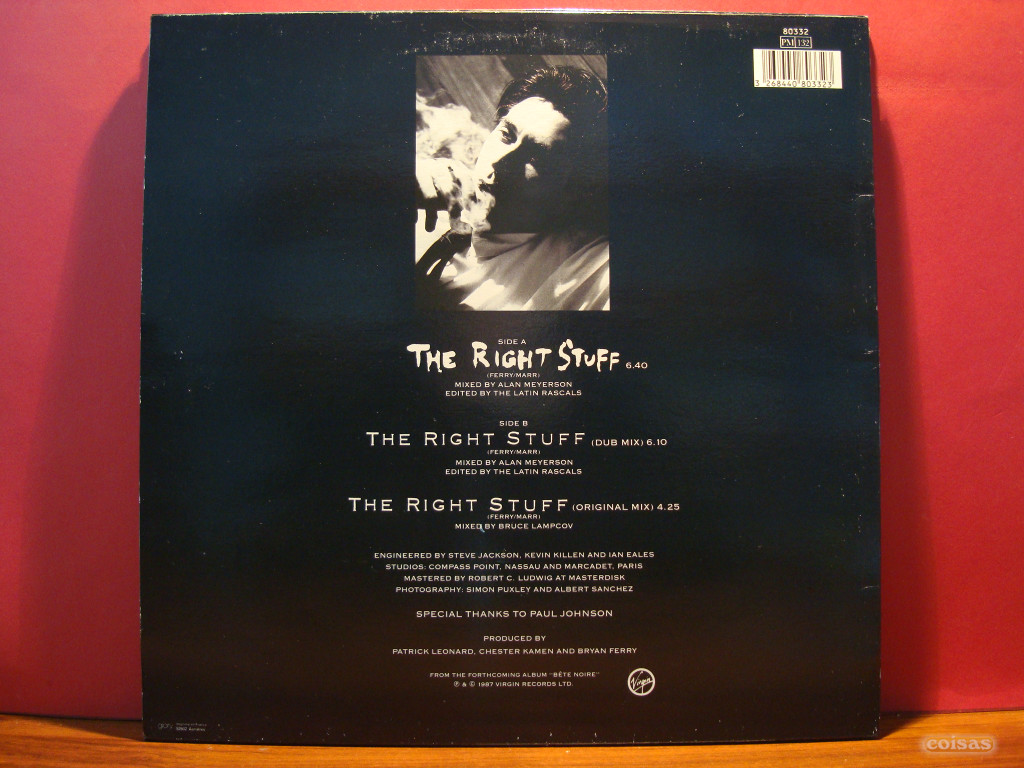 80332
PM 132
3 268440 803323
SIDE A
THE RIGHT STUFF 6.40
(FERRY/MARR)
MIXED BY ALAN MEYERSON
EDITED BY THE LATIN RASCALS
SIDE B
THE RIGHT STUFF (DUB MIX) 6.10
(FERRY/MARR)
MIXED BY ALAN MEYERSON
EDITED BY THE LATIN RASCALS
THE RIGHT STUFF (ORIGINAL MIX) 4.25
(FERRY/MARR)
MIXED BY BRUCE LAMPCOV
ENGINEERED BY STEVE JACKSON, KEVIN KILLEN AND IAN EALES
STUDIOS: COMPASS POINT, NASSAU AND MARCADET, PARIS
MASTERED BY ROBERT C. LUDWIG AT MASTERDISK
PHOTOGRAPHY: SIMON PUXLEY AND ALBERT SANCHEZ
SPECIAL THANKS TO PAUL JOHNSON
PRODUCED BY
PATRICK LEONARD, CHESTER KAMEN AND BRYAN FERRY
FROM THE FORTHCOMING ALBUM "BÊTE NOIRE"
℗ & © 1987 VIRGIN RECORDS LTD.
Virgin
coisas